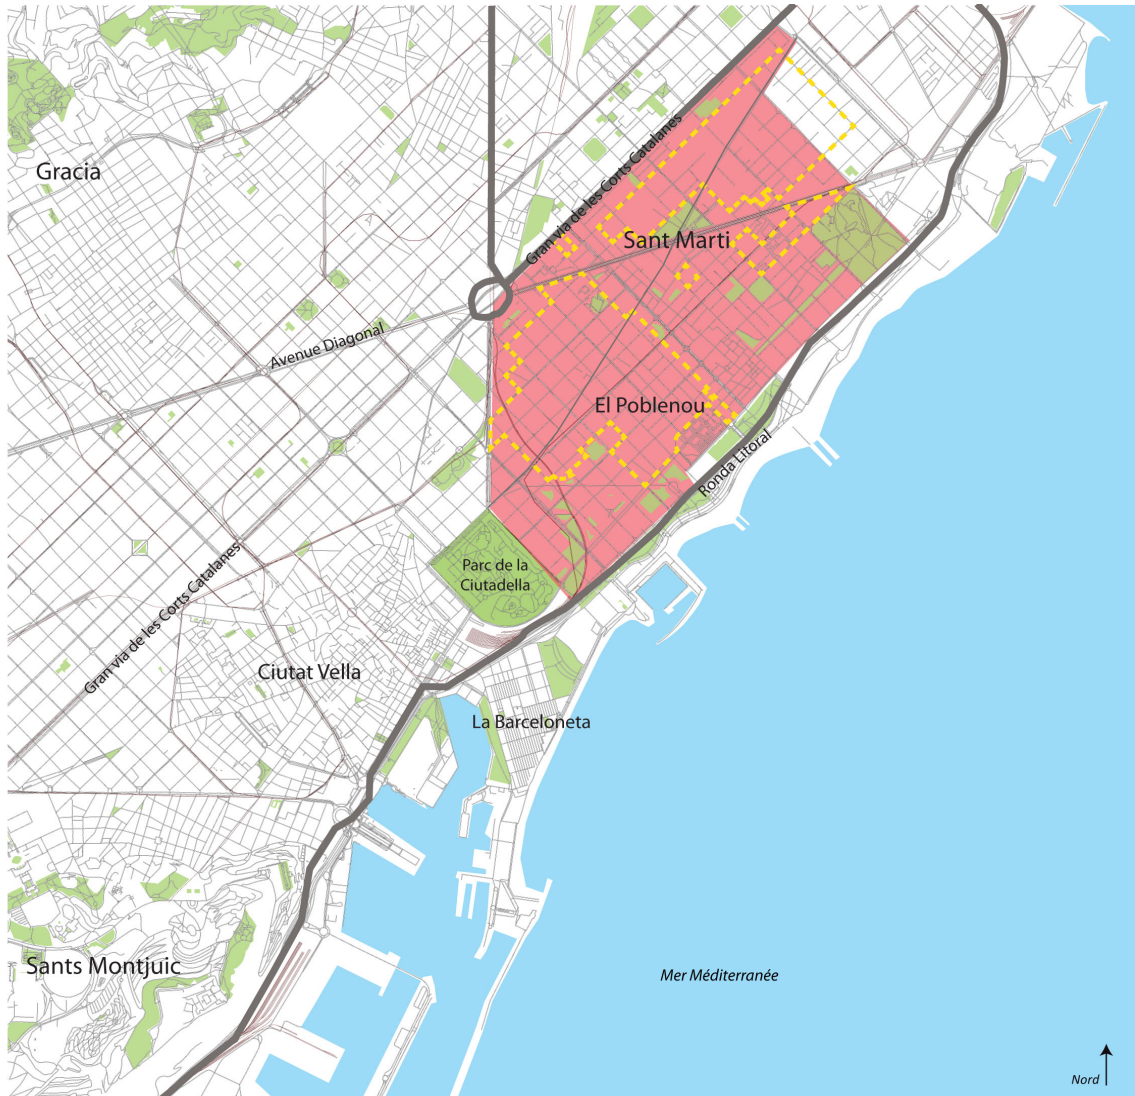 Gracia
Gran via de les Corts Catalanes
Sant Marti
Avenue Diagonal
El Poblenou
Ronda Litoral
Parc de la
Ciutadella
Gran via de les Corts Catalanes
Ciutat Vella
La Barceloneta
Sants Montjuic
Mer Méditerranée
Nord